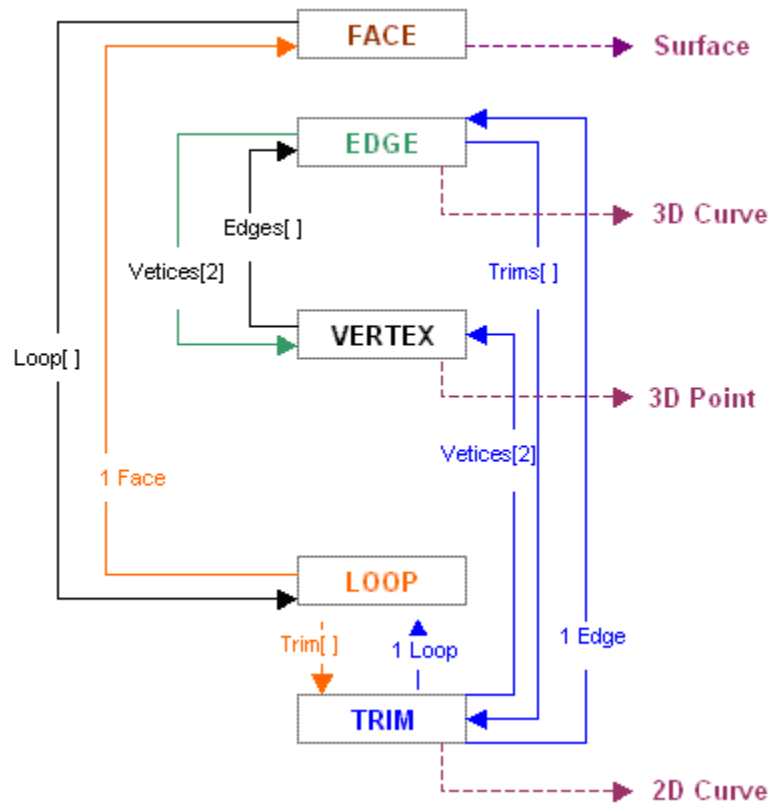 FACE
Surface
EDGE
3D Curve
Edges[ ]
Vetices[2]
Trims[ ]
VERTEX
Loop[ ]
3D Point
Vetices[2]
1 Face
LOOP
Trim[ ]
1 Loop
1 Edge
TRIM
2D Curve